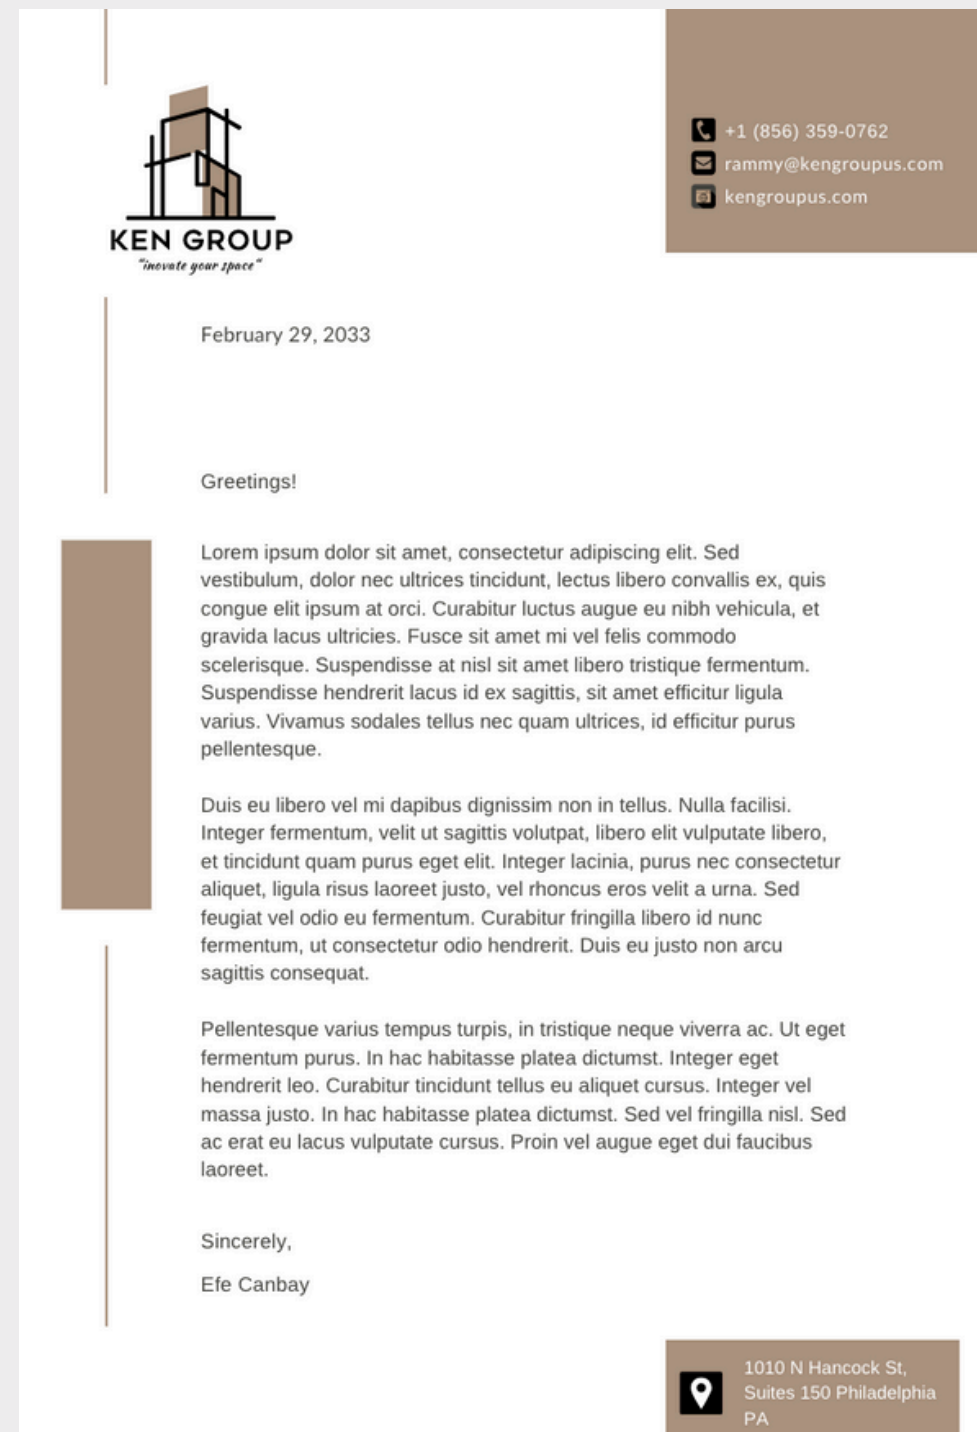 KEN GROUP
"inovate your space"
+1 (856) 359-0762
rammy@kengroupus.com
kengroupus.com
February 29, 2033
Greetings!
Lorem ipsum dolor sit amet, consectetur adipiscing elit. Sed
vestibulum, dolor nec ultrices tincidunt, lectus libero convallis ex, quis
congue elit ipsum at orci. Curabitur luctus augue eu nibh vehicula, et
gravida lacus ultricies. Fusce sit amet mi vel felis commodo
scelerisque. Suspendisse at nisl sit amet libero tristique fermentum.
Suspendisse hendrerit lacus id ex sagittis, sit amet efficitur ligula
varius. Vivamus sodales tellus nec quam ultrices, id efficitur purus
pellentesque.
Duis eu libero vel mi dapibus dignissim non in tellus. Nulla facilisi.
Integer fermentum, velit ut sagittis volutpat, libero elit vulputate libero,
et tincidunt quam purus eget elit. Integer lacinia, purus nec consectetur
aliquet, ligula risus laoreet justo, vel rhoncus eros velit a urna. Sed
feugiat vel odio eu fermentum. Curabitur fringilla libero id nunc
fermentum, ut consectetur odio hendrerit. Duis eu justo non arcu
sagittis consequat.
Pellentesque varius tempus turpis, in tristique neque viverra ac. Ut eget
fermentum purus. In hac habitasse platea dictumst. Integer eget
hendrerit leo. Curabitur tincidunt tellus eu aliquet cursus. Integer vel
massa justo. In hac habitasse platea dictumst. Sed vel fringilla nisl. Sed
ac erat eu lacus vulputate cursus. Proin vel augue eget dui faucibus
laoreet.
Sincerely,
Efe Canbay
1010 N Hancock St,
Suites 150 Philadelphia
PA